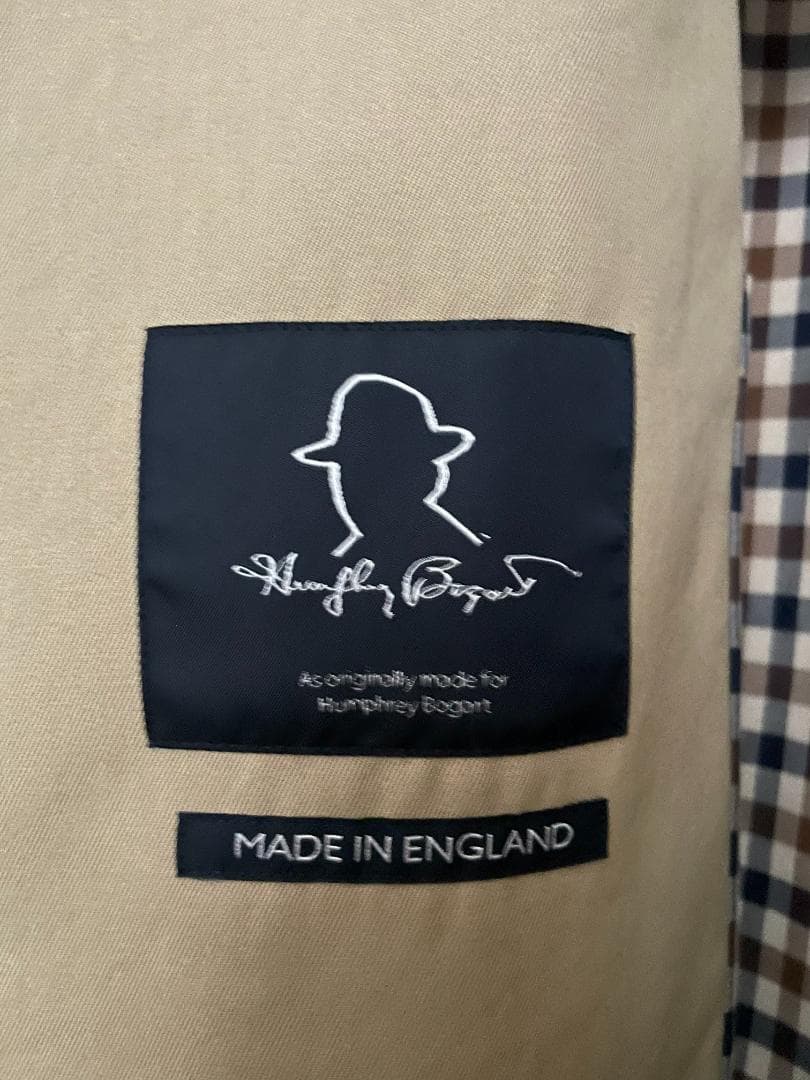 Humphrey Bogart
As originally made for
Humphrey Bogart
MADE IN ENGLAND